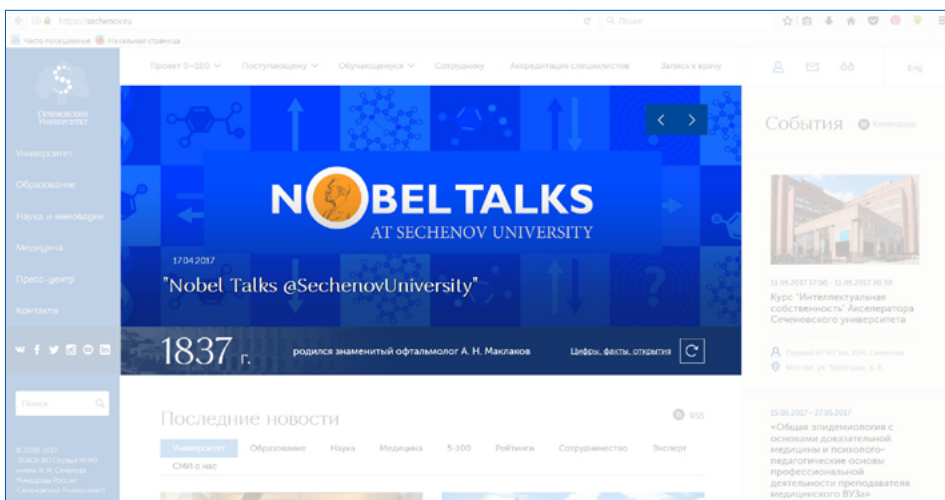 https://sechenov.ru
Поиск
Часто посещаемые
Начальная страница
Проект 5-100
Поступающему
Обучающемуся
Сотруднику
Аккредитация специалистов
Запись к врачу
Eng
Сеченовский
Университет
Университет
Образование
Наука и инновации
Медицина
Пресс-центр
Контакты
Поиск
NOBEL TALKS
AT SECHENOV UNIVERSITY
17.04.2017
"Nobel Talks @SechenovUniversity"
1837 г.
родился знаменитый офтальмолог А. Н. Маклаков
Цифры, факты, открытия
Последние новости
RSS
Университет
Образование
Наука
Медицина
5-100
Рейтинги
Сотрудничество
Эксперт
СМИ о нас
События
Календарь
11.05.2017 17:00 - 11.05.2017 20:30
Курс "Интеллектуальная
собственность" Акселератора
Сеченовского университета
Первый МГМУ им. И.М. Сеченова
15.05.2017 - 27.05.2017
«Общая эпидемиология с
основами доказательной
медицины и психолого-
педагогические основы
профессиональной
деятельности преподавателя
медицинского ВУЗа»